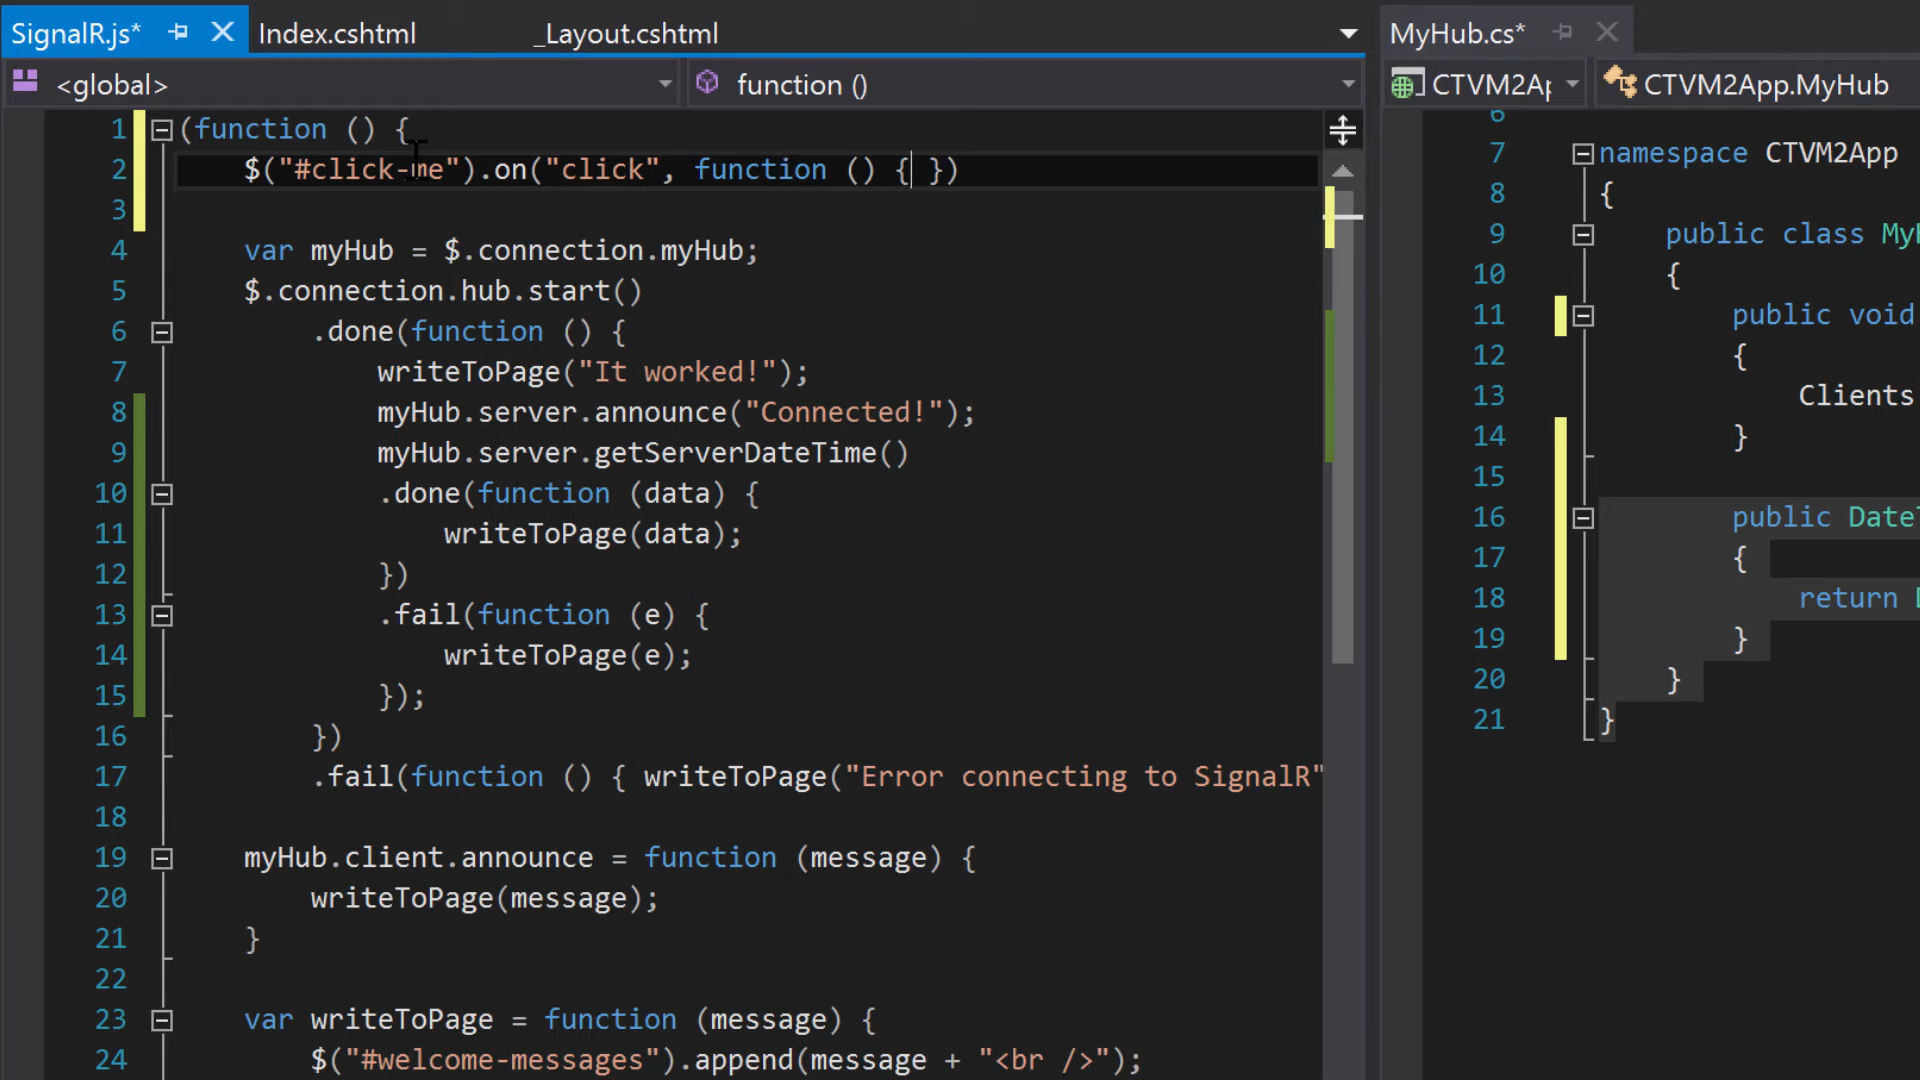 SignalR.js* Index.cshtml _Layout.cshtml
<global> function ()
1 (function () {
2 $("#click-me").on("click", function () { })
3
4 var myHub = $.connection.myHub;
5 $.connection.hub.start()
6 .done(function () {
7 writeToPage("It worked!");
8 myHub.server.announce("Connected!");
9 myHub.server.getServerDateTime()
10 .done(function (data) {
11 writeToPage(data);
12 })
13 .fail(function (e) {
14 writeToPage(e);
15 });
16 })
17 .fail(function () { writeToPage("Error connecting to SignalR"
18
19 myHub.client.announce = function (message) {
20 writeToPage(message);
21 }
22
23 var writeToPage = function (message) {
24 $("#welcome-messages").append(message + "<br />");
MyHub.cs*
CTVM2Ap CTVM2App.MyHub
6
7 namespace CTVM2App
8 {
9 public class My
10 {
11 public void
12 {
13 Clients
14 }
15
16 public Date
17 {
18 return
19 }
20 }
21 }